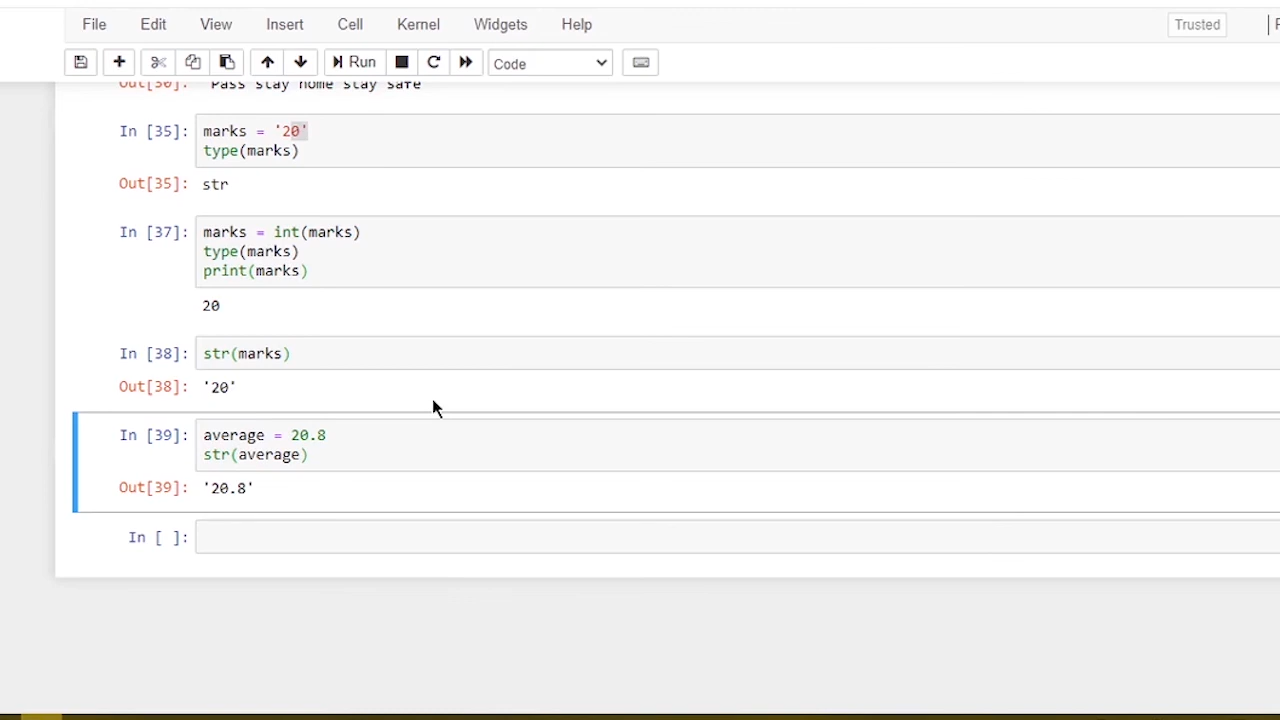 File Edit View Insert Cell Kernel Widgets Help Trusted
Run Code
Out[30]: 'Pass stay home stay safe
In [35]: marks = '20'
type(marks)
Out[35]: str
In [37]: marks = int(marks)
type(marks)
print(marks)
20
In [38]: str(marks)
Out[38]: '20'
In [39]: average = 20.8
str(average)
Out[39]: '20.8'
In [ ]: